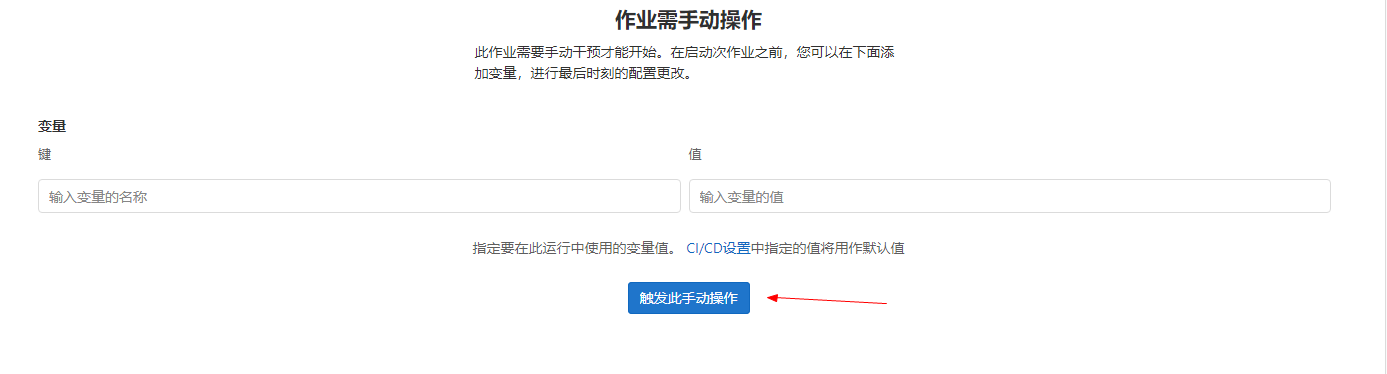 作业需手动操作
此作业需要手动干预才能开始。在启动次作业之前，您可以在下面添
加变量，进行最后时刻的配置更改。
变量
键 值
输入变量的名称 输入变量的值
指定要在此运行中使用的变量值。 CI/CD设置中指定的值将用作默认值
触发此手动操作